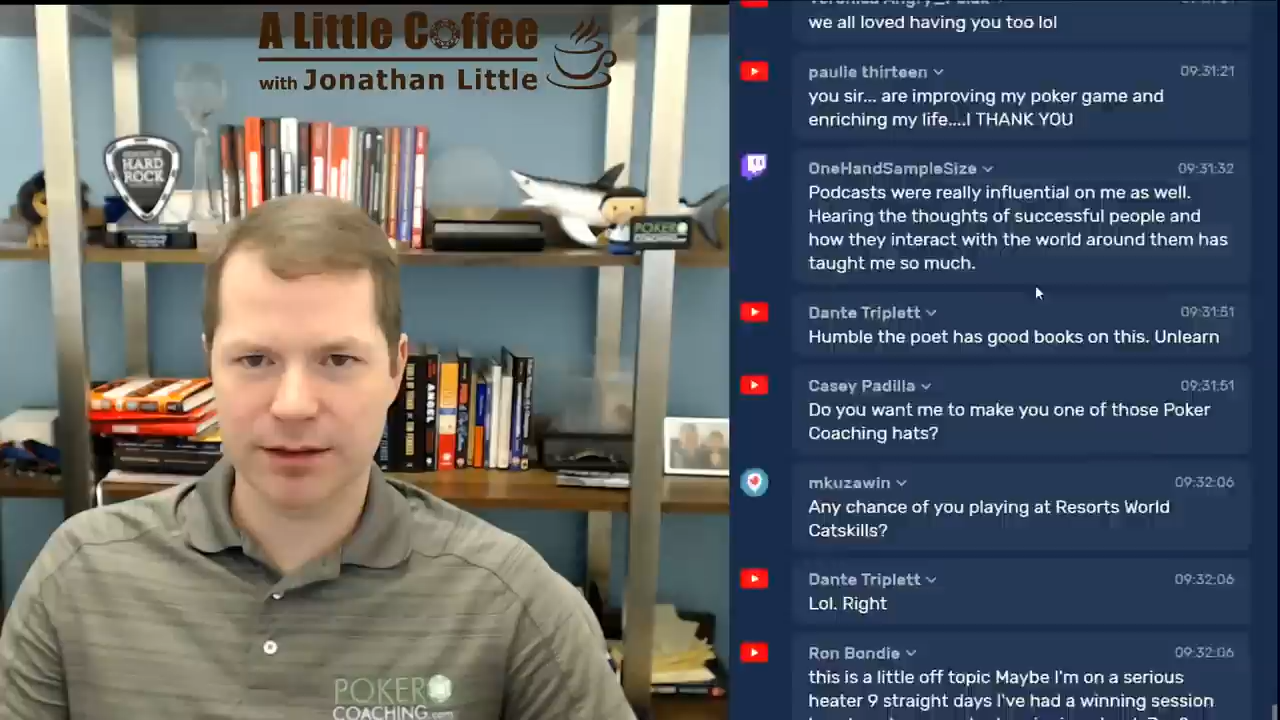 A Little Coffee
with Jonathan Little
HARD
ROCK
POKER
COACHING
ANGEL
POKER
COACHING.com
we all loved having you too lol
paulie thirteen
09:31:21
you sir... are improving my poker game and
enriching my life....I THANK YOU
OneHandSampleSize
09:31:32
Podcasts were really influential on me as well.
Hearing the thoughts of successful people and
how they interact with the world around them has
taught me so much.
Dante Triplett
09:31:51
Humble the poet has good books on this. Unlearn
Casey Padilla
09:31:51
Do you want me to make you one of those Poker
Coaching hats?
mkuzawin
09:32:06
Any chance of you playing at Resorts World
Catskills?
Dante Triplett
09:32:06
Lol. Right
Ron Bondie
09:32:06
this is a little off topic Maybe I'm on a serious
heater 9 straight days I've had a winning session